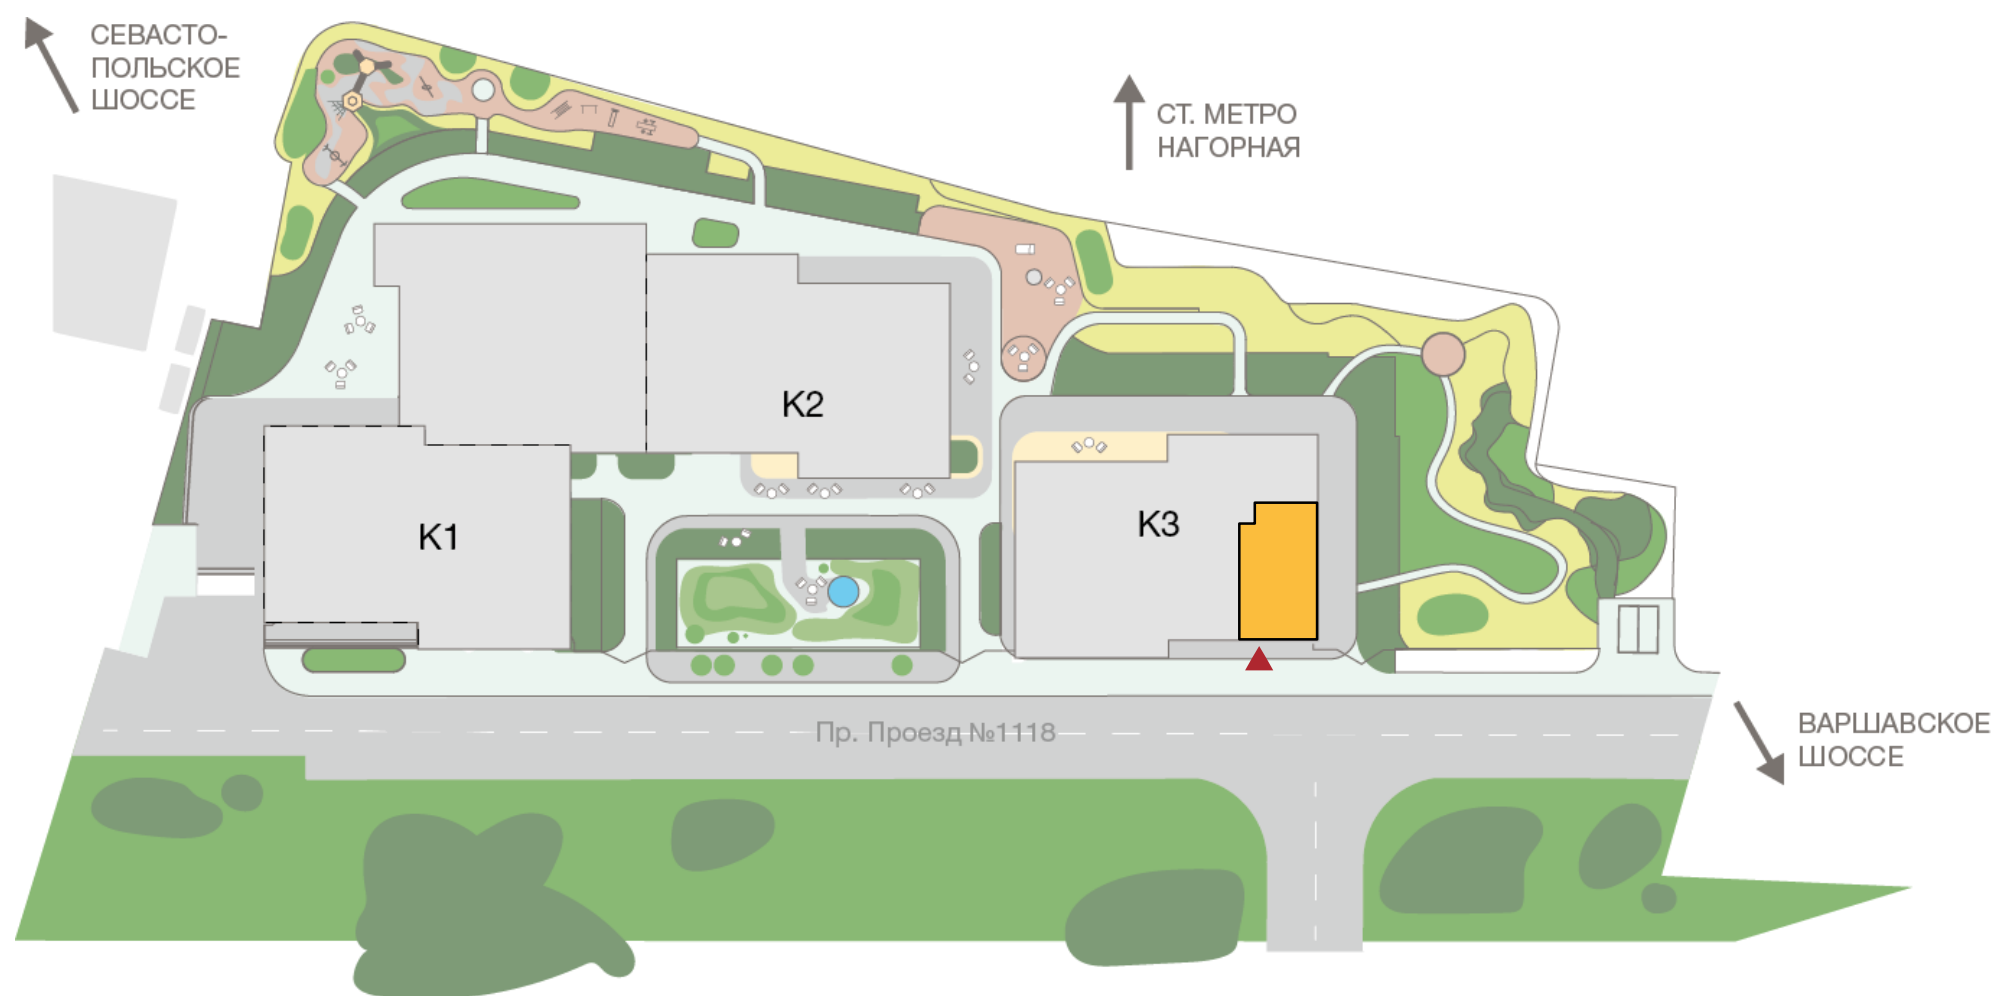 СЕВАСТО-
ПОЛЬСКОЕ
ШОССЕ
СТ. МЕТРО
НАГОРНАЯ
К2
К1
К3
Пр. Проезд №1118
ВАРШАВСКОЕ
ШОССЕ